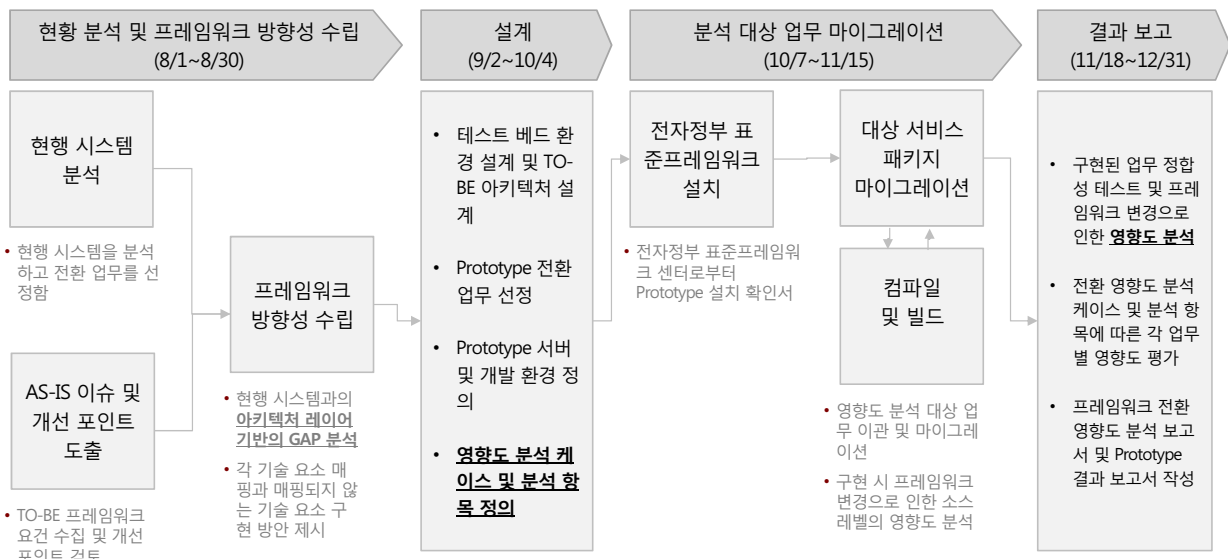 현황 분석 및 프레임워크 방향성 수립
(8/1~8/30)
설계
(9/2~10/4)
분석 대상 업무 마이그레이션
(10/7~11/15)
결과 보고
(11/18~12/31)
현행 시스템
분석
• 현행 시스템을 분석
하고 전환 업무를 선
정함
AS-IS 이슈 및
개선 포인트
도출
• TO-BE 프레임워크
요건 수집 및 개선
포인트 검토
프레임워크
방향성 수립
• 현행 시스템과의
아키텍처 레이어
기반의 GAP 분석
• 각 기술 요소 매
핑과 매핑되지 않
는 기술 요소 구
현 방안 제시
• 테스트 베드 환
경 설계 및 TO-
BE 아키텍처 설
계
• Prototype 전환
업무 선정
• Prototype 서버
및 개발 환경 정
의
• 영향도 분석 케
이스 및 분석 항
목 정의
전자정부 표
준프레임워크
설치
• 전자정부 표준프레임워
크 센터로부터
Prototype 설치 확인서
대상 서비스
패키지
마이그레이션
컴파일
및 빌드
• 영향도 분석 대상 업
무 이관 및 마이그레
이션
• 구현 시 프레임워크
변경으로 인한 소스
레벨의 영향도 분석
• 구현된 업무 정합
성 테스트 및 프레
임워크 변경으로
인한 영향도 분석
• 전환 영향도 분석
케이스 및 분석 항
목에 따른 각 업무
별 영향도 평가
• 프레임워크 전환
영향도 분석 보고
서 및 Prototype
결과 보고서 작성